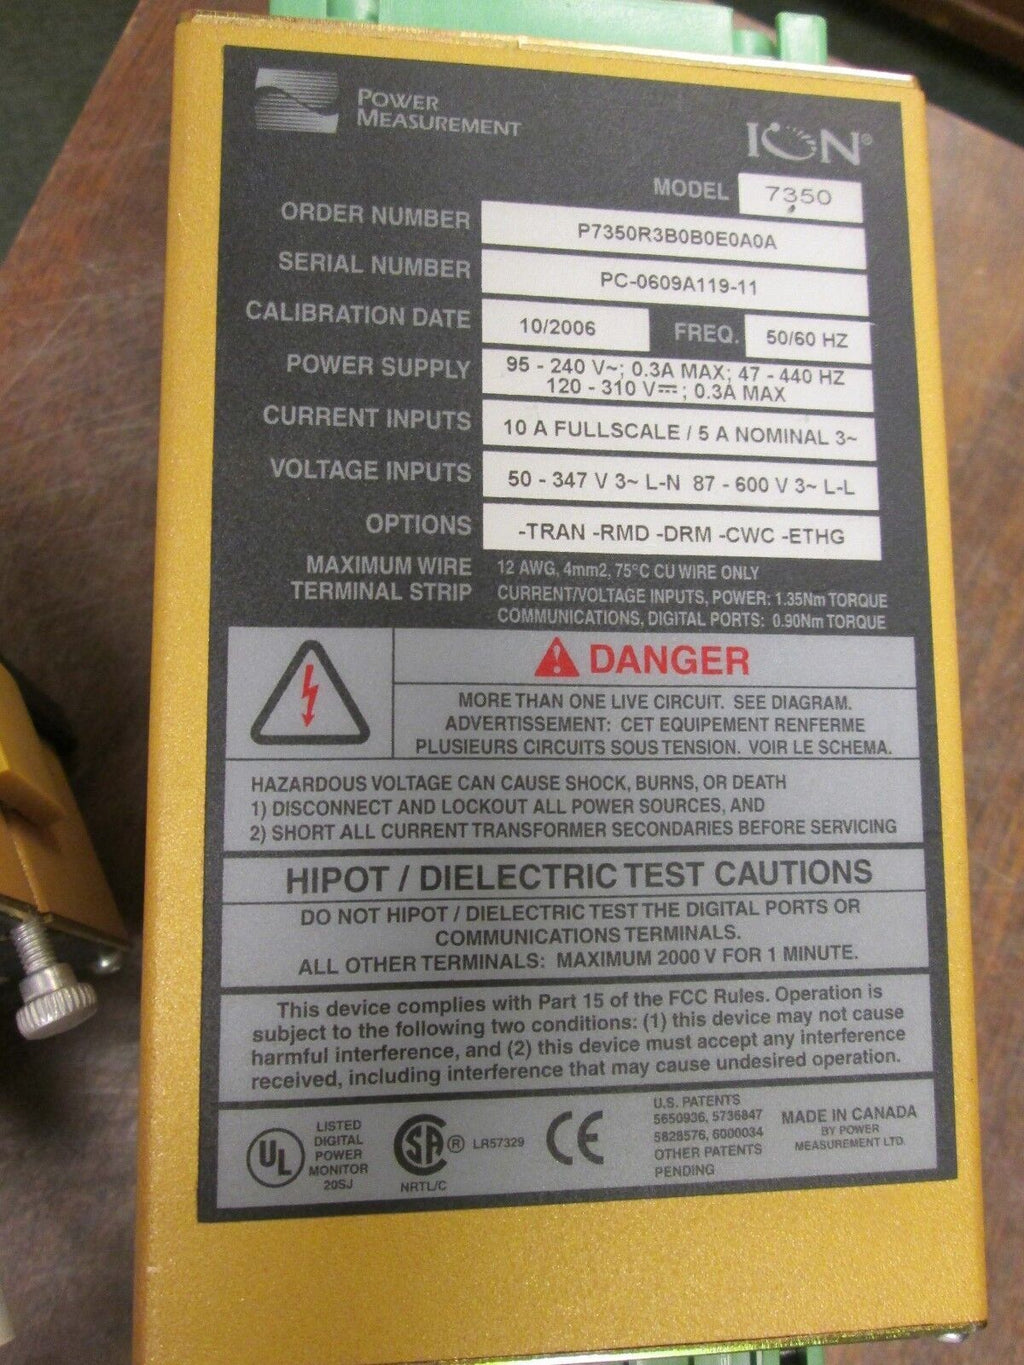 POWER
MEASUREMENT
ION®
MODEL 7350
ORDER NUMBER P7350R3B0B0E0A0A
SERIAL NUMBER PC-0609A119-11
CALIBRATION DATE 10/2006 FREQ. 50/60 HZ
POWER SUPPLY 95 - 240 V~; 0.3A MAX; 47 - 440 HZ
120 - 310 V⎓; 0.3A MAX
CURRENT INPUTS 10 A FULLSCALE / 5 A NOMINAL 3~
VOLTAGE INPUTS 50 - 347 V 3~ L-N 87 - 600 V 3~ L-L
OPTIONS -TRAN -RMD -DRM -CWC -ETHG
MAXIMUM WIRE 12 AWG, 4mm2, 75°C CU WIRE ONLY
TERMINAL STRIP CURRENT/VOLTAGE INPUTS, POWER: 1.35Nm TORQUE
COMMUNICATIONS, DIGITAL PORTS: 0.90Nm TORQUE
DANGER
MORE THAN ONE LIVE CIRCUIT. SEE DIAGRAM.
ADVERTISSEMENT: CET EQUIPEMENT RENFERME
PLUSIEURS CIRCUITS SOUS TENSION. VOIR LE SCHEMA.
HAZARDOUS VOLTAGE CAN CAUSE SHOCK, BURNS, OR DEATH
1) DISCONNECT AND LOCKOUT ALL POWER SOURCES, AND
2) SHORT ALL CURRENT TRANSFORMER SECONDARIES BEFORE SERVICING
HIPOT / DIELECTRIC TEST CAUTIONS
DO NOT HIPOT / DIELECTRIC TEST THE DIGITAL PORTS OR
COMMUNICATIONS TERMINALS.
ALL OTHER TERMINALS: MAXIMUM 2000 V FOR 1 MINUTE.
This device complies with Part 15 of the FCC Rules. Operation is
subject to the following two conditions: (1) this device may not cause
harmful interference, and (2) this device must accept any interference
received, including interference that may cause undesired operation.
UL
LISTED
DIGITAL
POWER
MONITOR
20SJ
SA ® LR57329
NRTL/C
CE
U.S. PATENTS
5650936, 5736847
5828576, 6000034
OTHER PATENTS
PENDING
MADE IN CANADA
BY POWER
MEASUREMENT LTD.